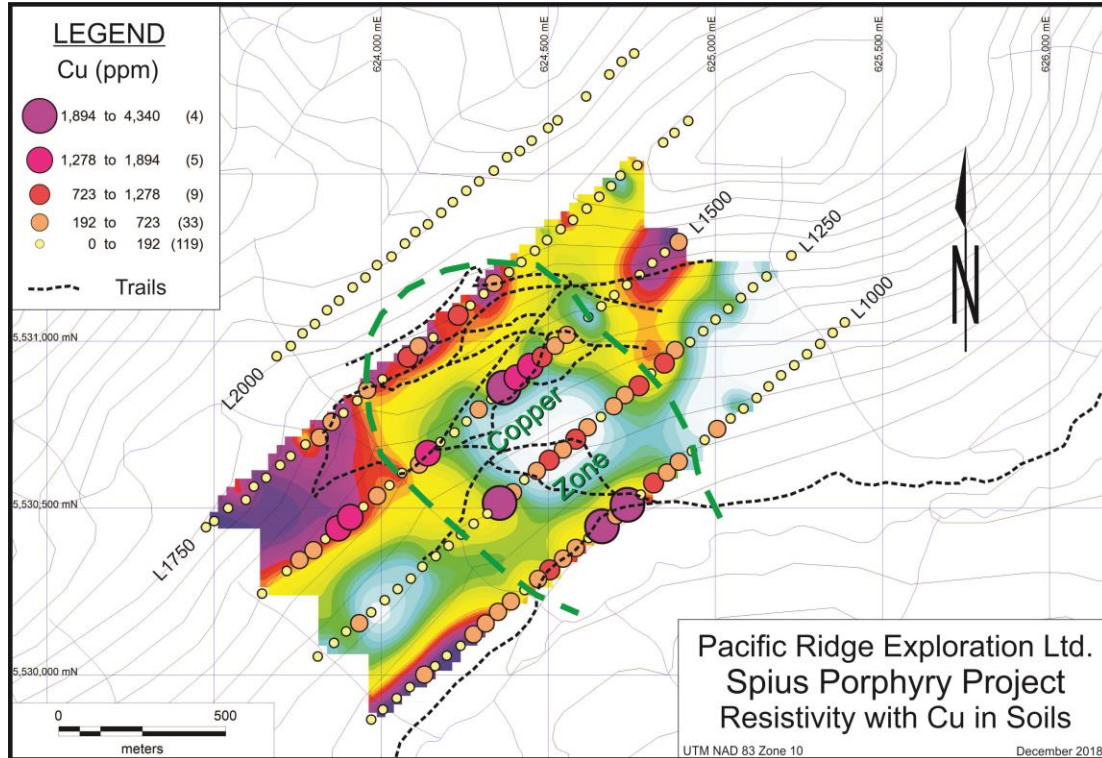 LEGEND
Cu (ppm)
1,894 to 4,340 (4)
1,278 to 1,894 (5)
723 to 1,278 (9)
192 to 723 (33)
0 to 192 (119)
Trails
624,000 mE
624,500 mE
625,000 mE
625,500 mE
626,000 mE
L2000
L1500
L1250
L1000
N
5,531,000 mN
Copper
Zone
5,530,500 mN
L1750
5,530,000 mN
0 500
meters
Pacific Ridge Exploration Ltd.
Spius Porphyry Project
Resistivity with Cu in Soils
UTM NAD 83 Zone 10 December 2018